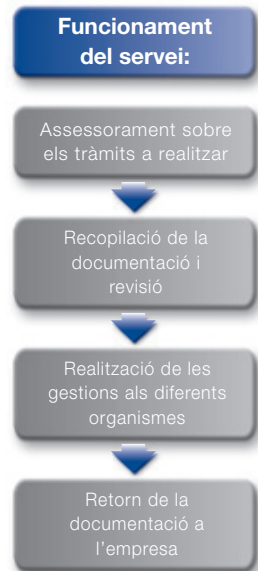 Funcionament
del servei:
Assessorament sobre
els tràmits a realitzar
Recopilació de la
documentació i
revisió
Realització de les
gestions als diferents
organismes
Retorn de la
documentació a
l'empresa